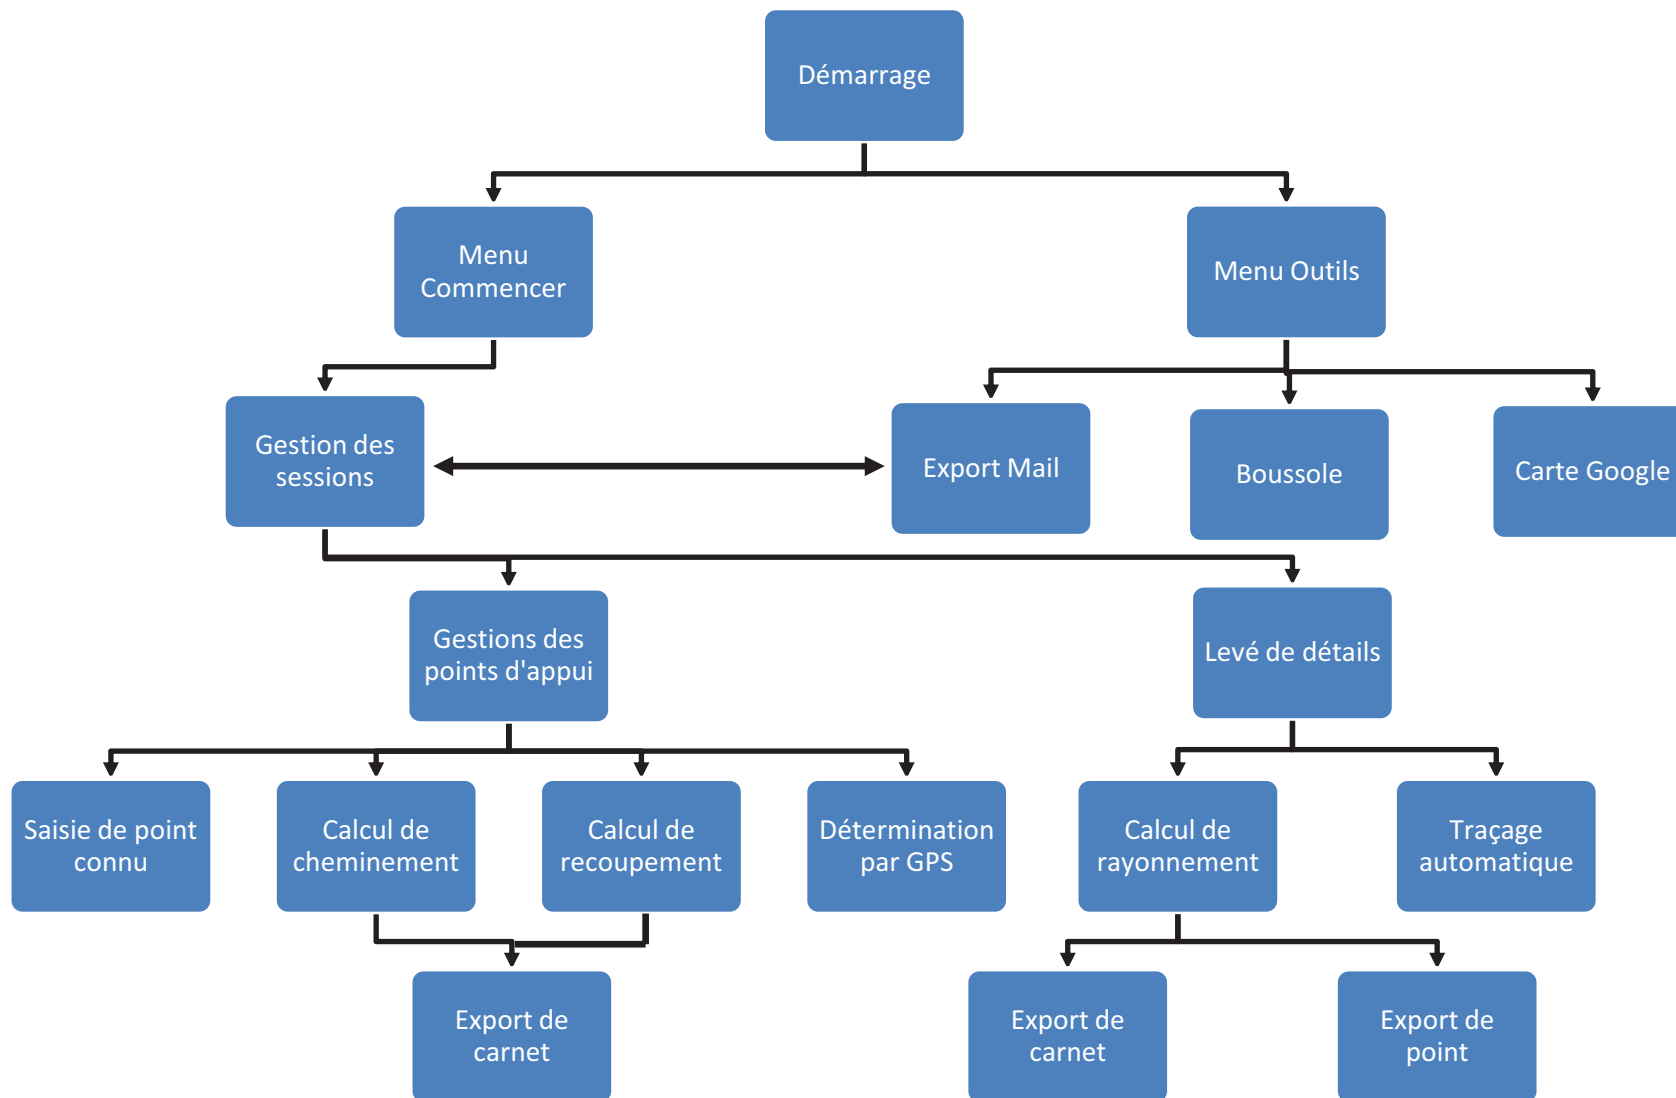 Démarrage
Menu
Commencer
Menu Outils
Gestion des
sessions
Export Mail
Boussole
Carte Google
Gestions des
points d'appui
Levé de détails
Saisie de point
connu
Calcul de
cheminement
Calcul de
recoupement
Détermination
par GPS
Calcul de
rayonnement
Traçage
automatique
Export de
carnet
Export de
carnet
Export de
point